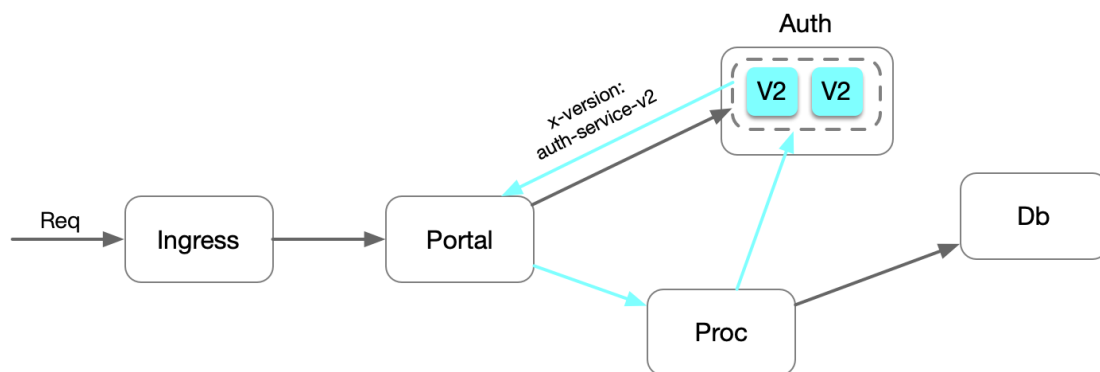 Auth
V2 V2
x-version:
auth-service-v2
Req
Ingress
Portal
Db
Proc